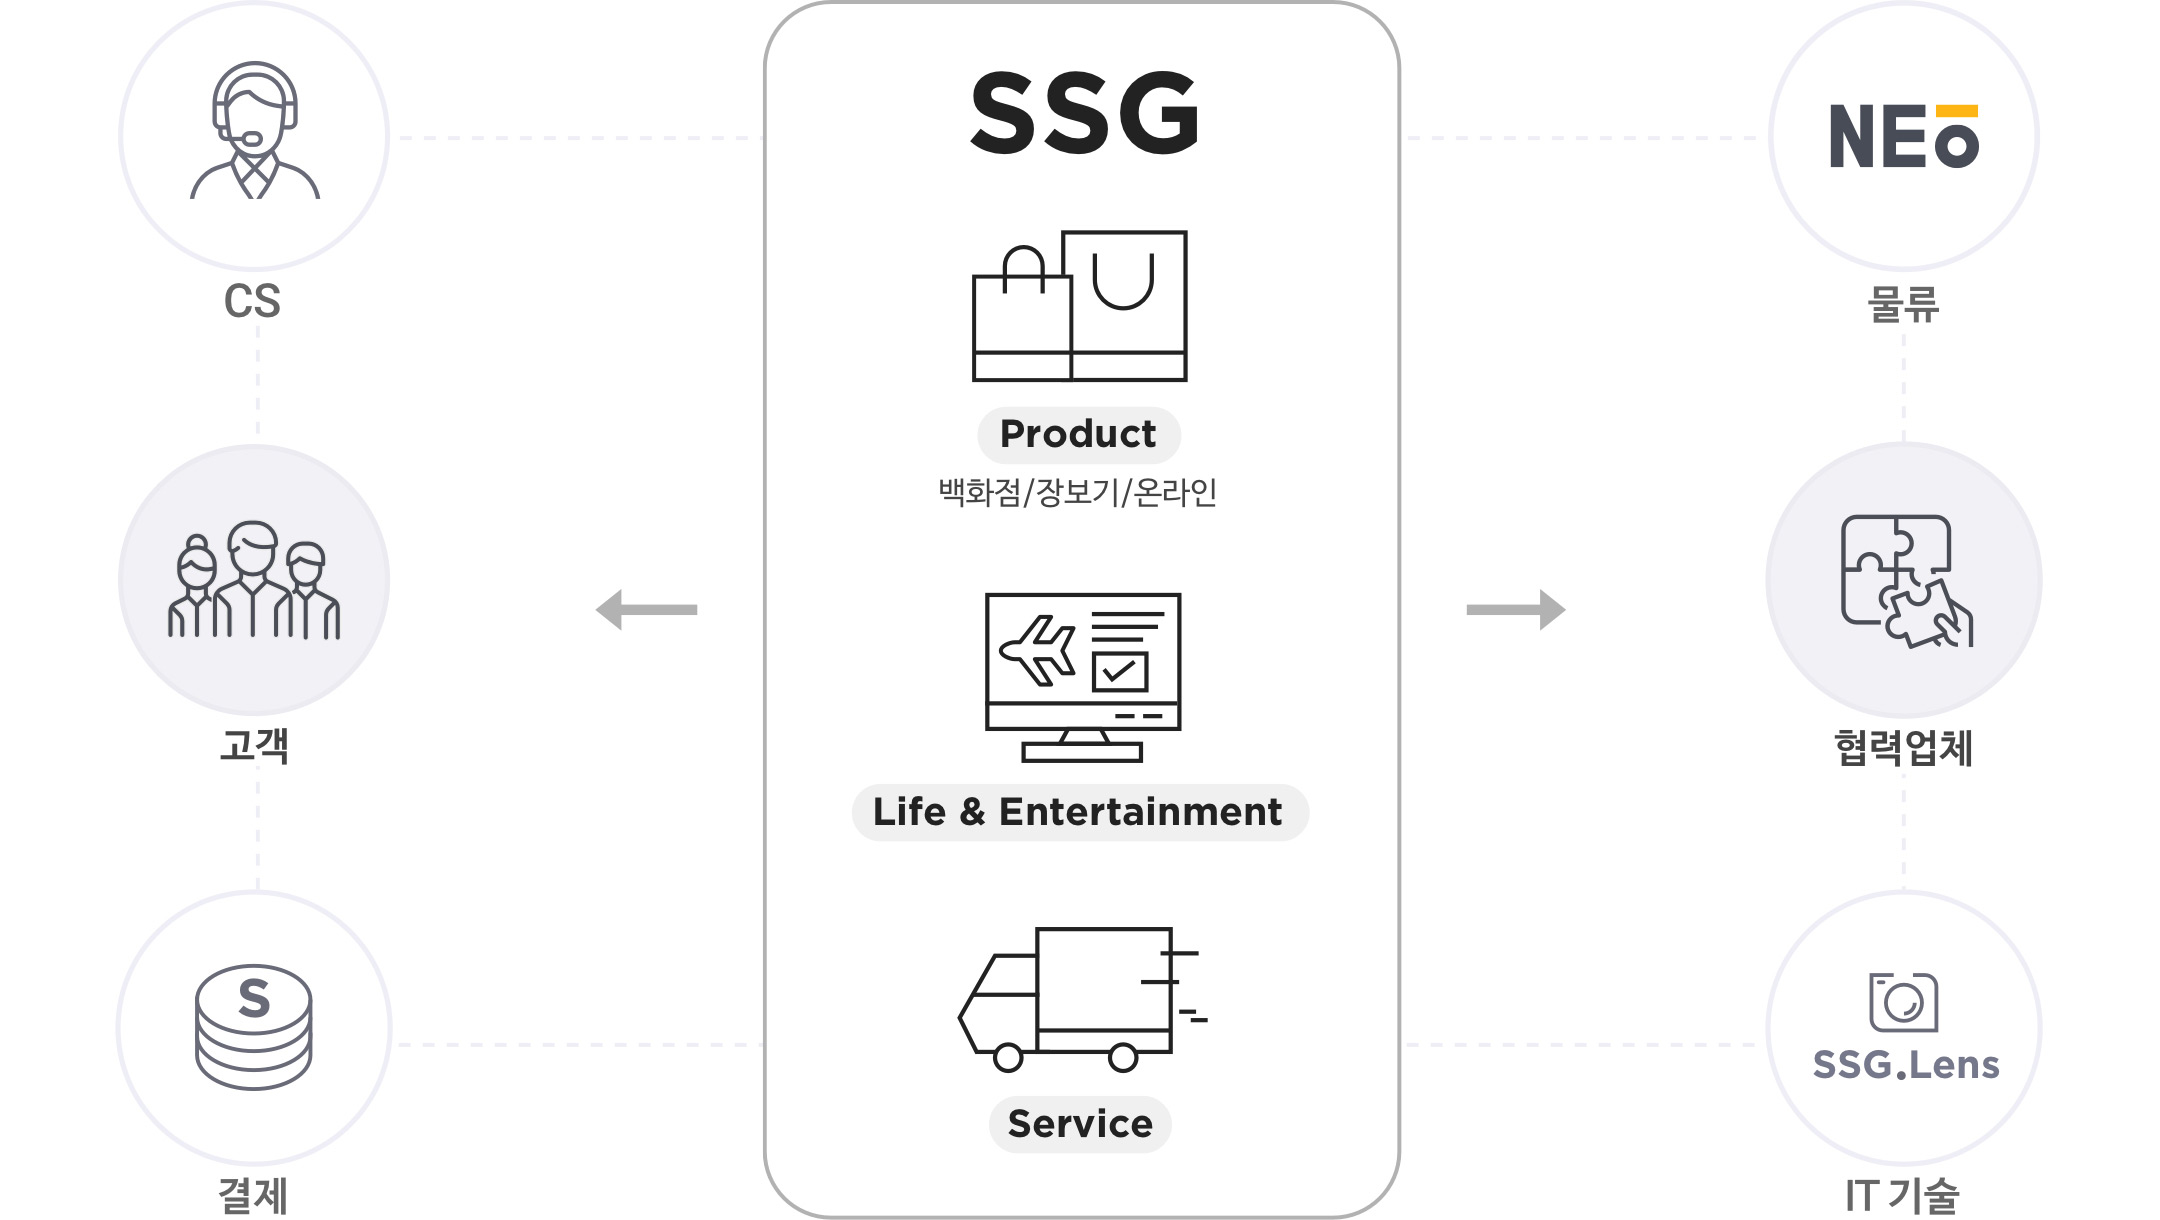 CS
고객
S
결제
SSG
Product
백화점/장보기/온라인
Life & Entertainment
Service
NEO
물류
협력업체
SSG.Lens
IT 기술